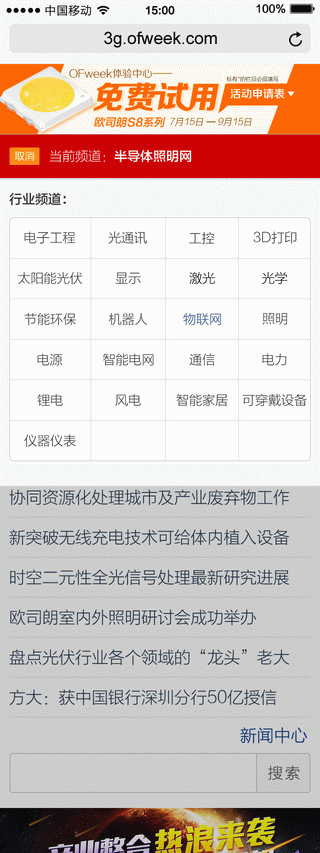 中国移动 15:00 100%
3g.ofweek.com
OFweek体验中心——
标有*的栏目必须填写
免费试用 活动申请表
欧司朗S8系列 7月15日 — 9月15日
取消 当前频道：半导体照明网
行业频道：
电子工程 光通讯 工控 3D打印
太阳能光伏 显示 激光 光学
节能环保 机器人 物联网 照明
电源 智能电网 通信 电力
锂电 风电 智能家居 可穿戴设备
仪器仪表
协同资源化处理城市及产业废弃物工作
新突破无线充电技术可给体内植入设备
时空二元性全光信号处理最新研究进展
欧司朗室内外照明研讨会成功举办
盘点光伏行业各个领域的“龙头”老大
方大：获中国银行深圳分行50亿授信
新闻中心
搜索
产业整合热浪来袭